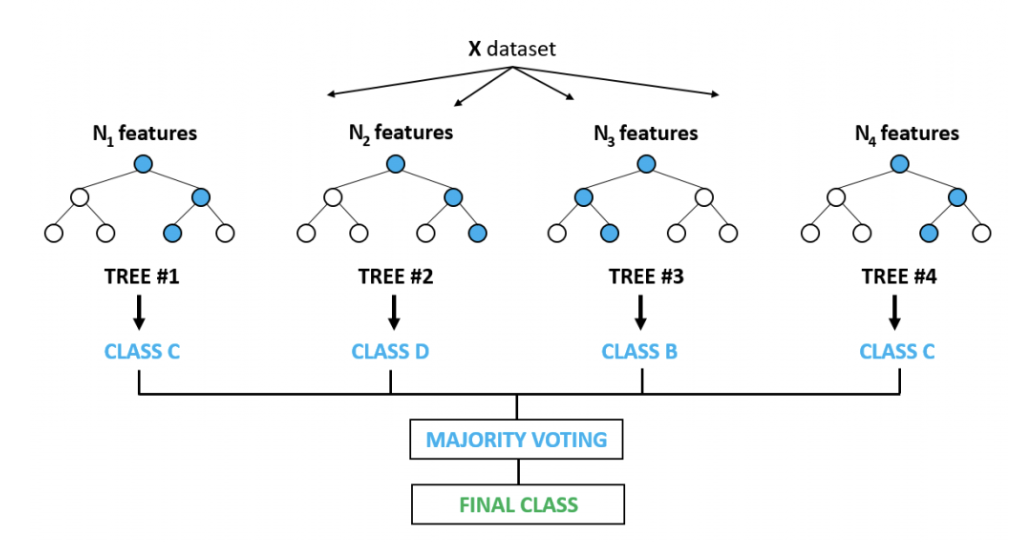 X dataset
N1 features
N2 features
N3 features
N4 features
TREE #1
TREE #2
TREE #3
TREE #4
CLASS C
CLASS D
CLASS B
CLASS C
MAJORITY VOTING
FINAL CLASS